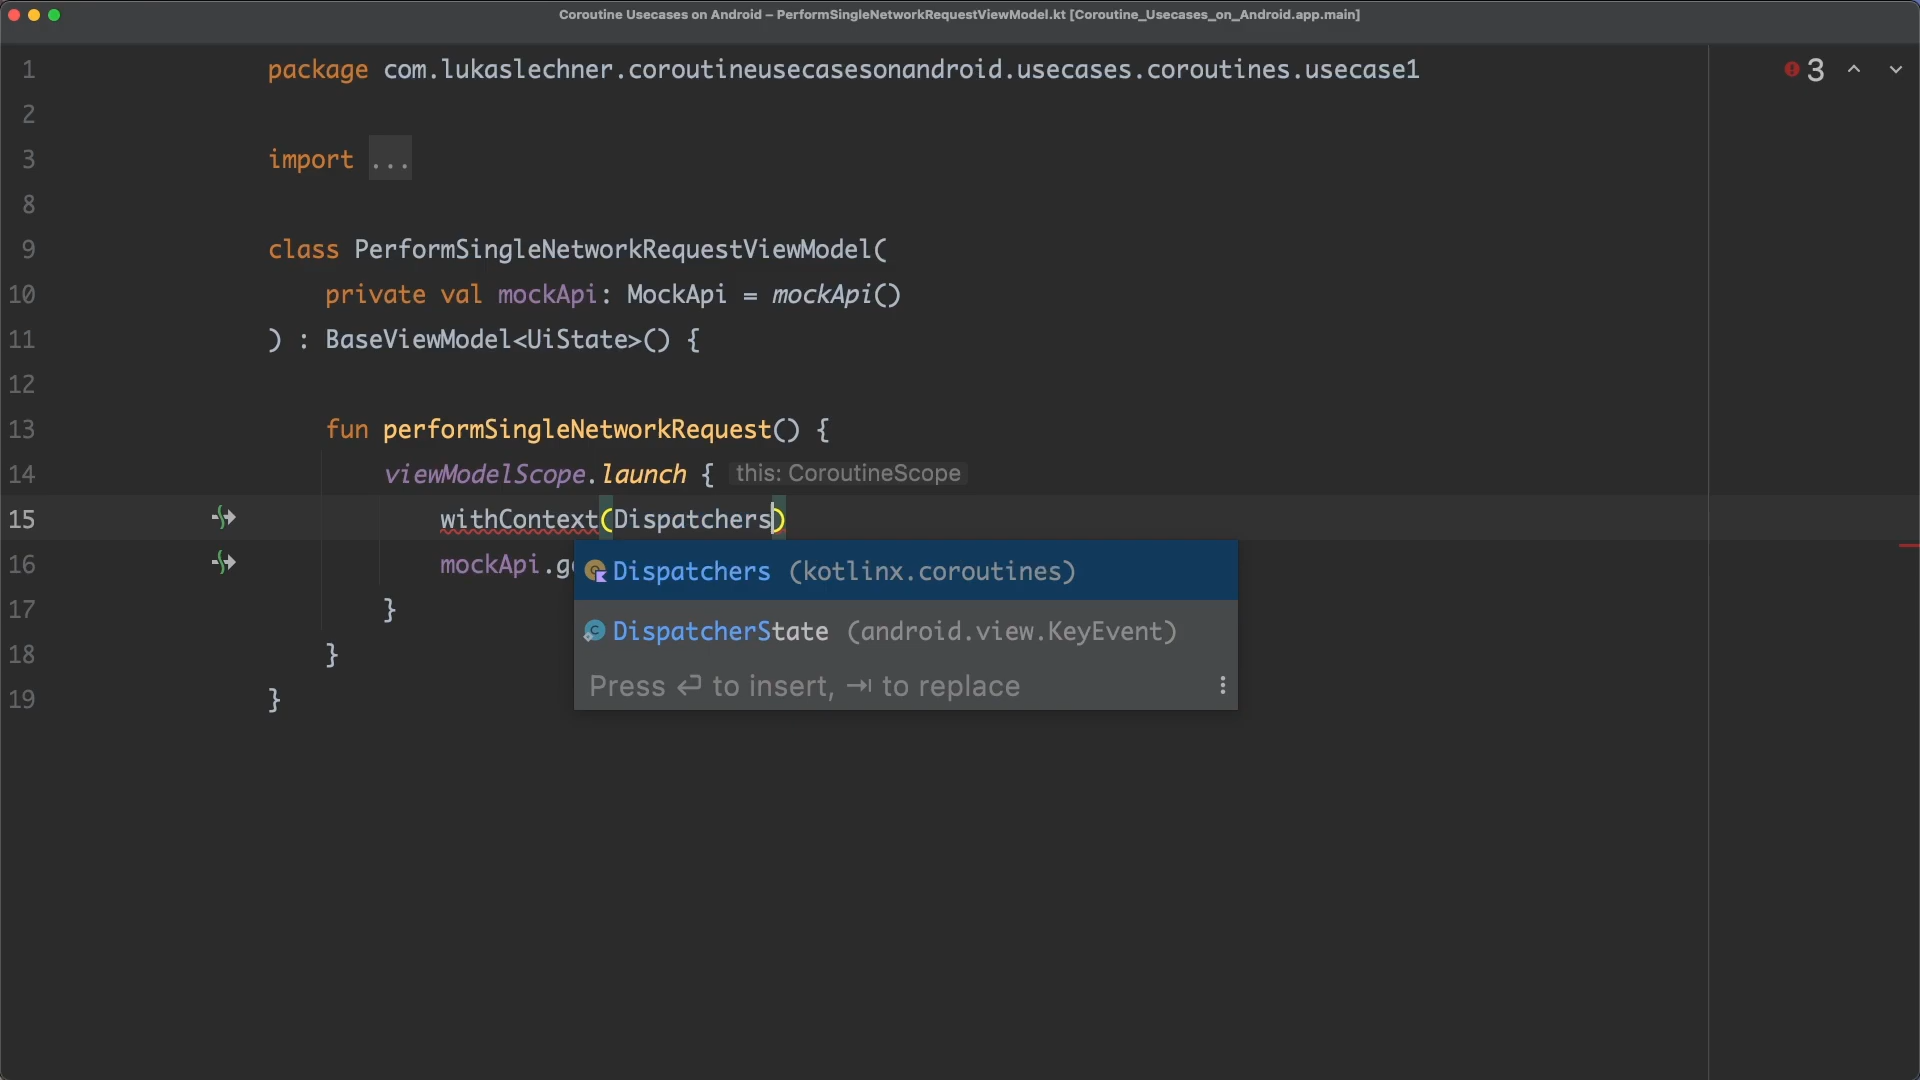 Coroutine Usecases on Android – PerformSingleNetworkRequestViewModel.kt [Coroutine_Usecases_on_Android.app.main]
1 package com.lukaslechner.coroutineusecasesonandroid.usecases.coroutines.usecase1 3
2
3 import ...
8
9 class PerformSingleNetworkRequestViewModel(
10 private val mockApi: MockApi = mockApi()
11 ) : BaseViewModel<UiState>() {
12
13 fun performSingleNetworkRequest() {
14 viewModelScope.launch { this: CoroutineScope
15 withContext(Dispatchers)
16 mockApi.g
Dispatchers (kotlinx.coroutines)
17 }
DispatcherState (android.view.KeyEvent)
18 }
Press ↵ to insert, ⇥ to replace
19 }